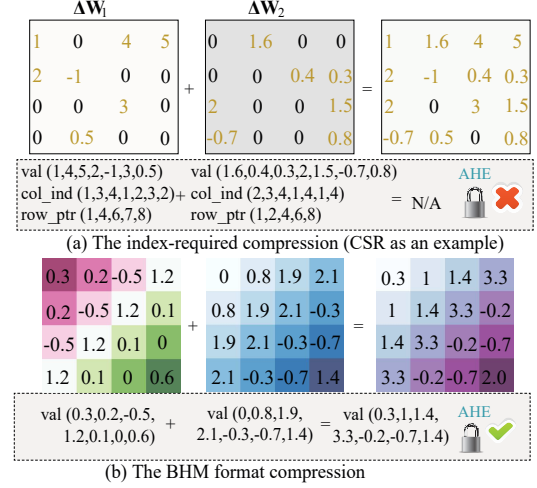 ΔW₁ ΔW₂
1 0 4 5 0 1.6 0 0 1 1.6 4 5
2 -1 0 0 0 0 0.4 0.3 2 -1 0.4 0.3
+ =
0 0 3 0 2 0 0 1.5 2 0 3 1.5
0 0.5 0 0 -0.7 0 0 0.8 -0.7 0.5 0 0.8
val (1,4,5,2,-1,3,0.5) val (1.6,0.4,0.3,2,1.5,-0.7,0.8) AHE
col_ind (1,3,4,1,2,3,2) + col_ind (2,3,4,1,4,1,4) = N/A
row_ptr (1,4,6,7,8) row_ptr (1,2,4,6,8)
(a) The index-required compression (CSR as an example)
0.3 0.2 -0.5 1.2 0 0.8 1.9 2.1 0.3 1 1.4 3.3
0.2 -0.5 1.2 0.1 0.8 1.9 2.1 -0.3 1 1.4 3.3 -0.2
+ =
-0.5 1.2 0.1 0 1.9 2.1 -0.3 -0.7 1.4 3.3 -0.2 -0.7
1.2 0.1 0 0.6 2.1 -0.3 -0.7 1.4 3.3 -0.2 -0.7 2.0
val (0.3,0.2,-0.5, + val (0,0.8,1.9, = val (0.3,1,1.4, AHE
1.2,0.1,0,0.6) 2.1,-0.3,-0.7,1.4) 3.3,-0.2,-0.7,1.4)
(b) The BHM format compression